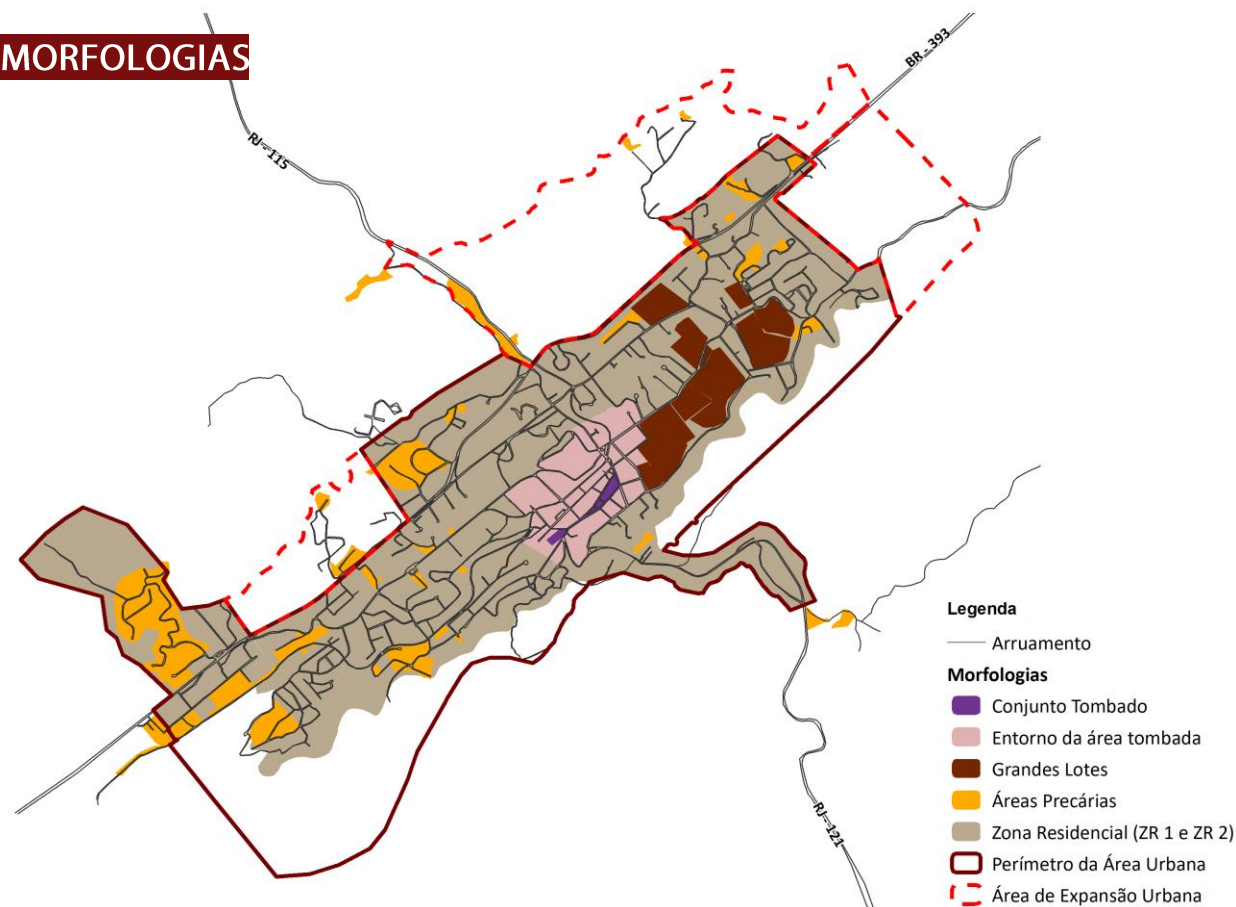 MORFOLOGIAS
BR - 393
RJ - 115
RJ - 121
Legenda
Arruamento
Morfologias
Conjunto Tombado
Entorno da área tombada
Grandes Lotes
Áreas Precárias
Zona Residencial (ZR 1 e ZR 2)
Perímetro da Área Urbana
Área de Expansão Urbana